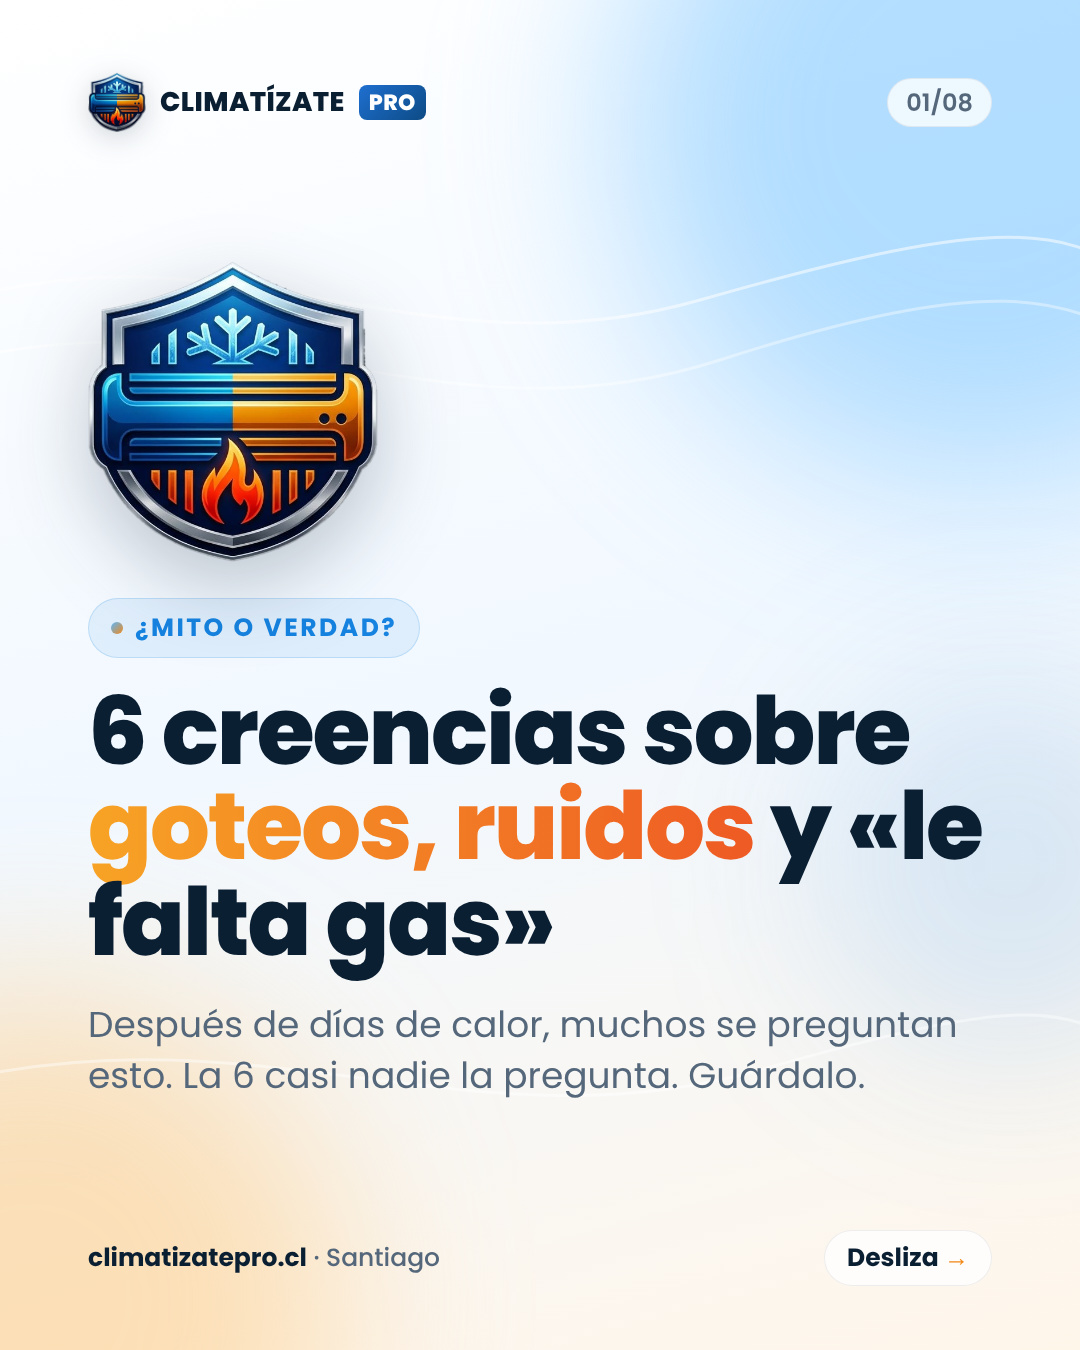 CLIMATÍZATE PRO
01/08
¿MITO O VERDAD?
6 creencias sobre
goteos, ruidos y «le
falta gas»
Después de días de calor, muchos se preguntan
esto. La 6 casi nadie la pregunta. Guárdalo.
climatizatepro.cl · Santiago
Desliza →